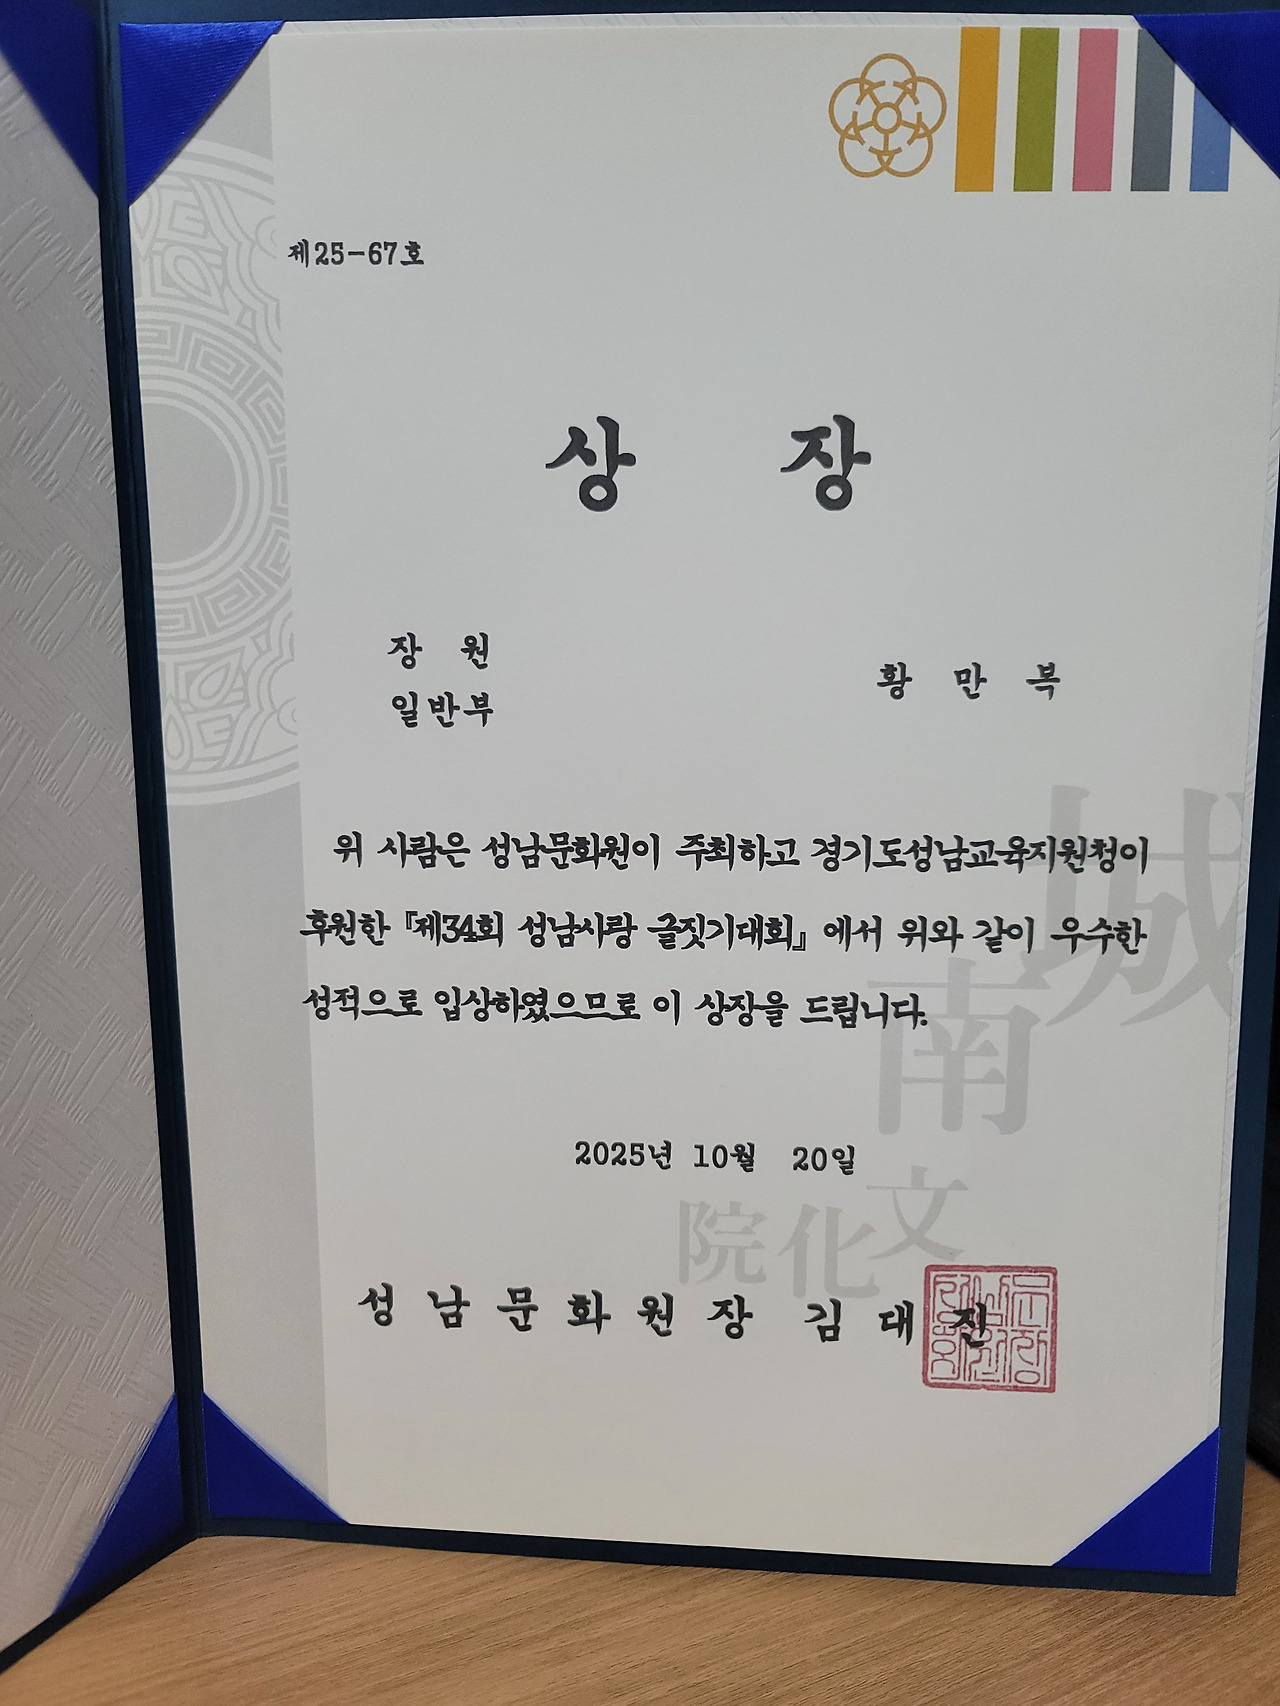 제25-67호
상 장
장 원
일반부
황 만 복
위 사람은 성남문화원이 주최하고 경기도성남교육지원청이
후원한 『제34회 성남사랑 글짓기대회』에서 위와 같이 우수한
성적으로 입상하였으므로 이 상장을 드립니다.
2025년 10월 20일
성 남 문 화 원 장 김 대 진
城
南
文
化
院